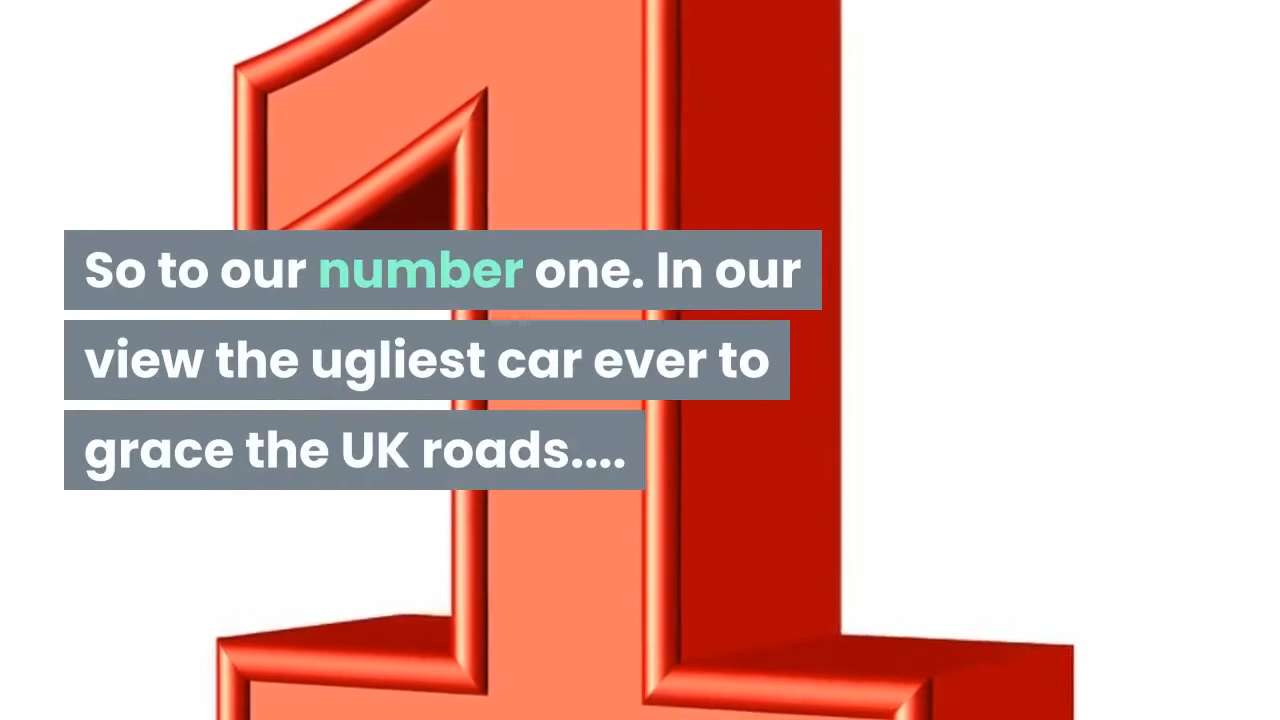 So to our number one. In our
view the ugliest car ever to
grace the UK roads....